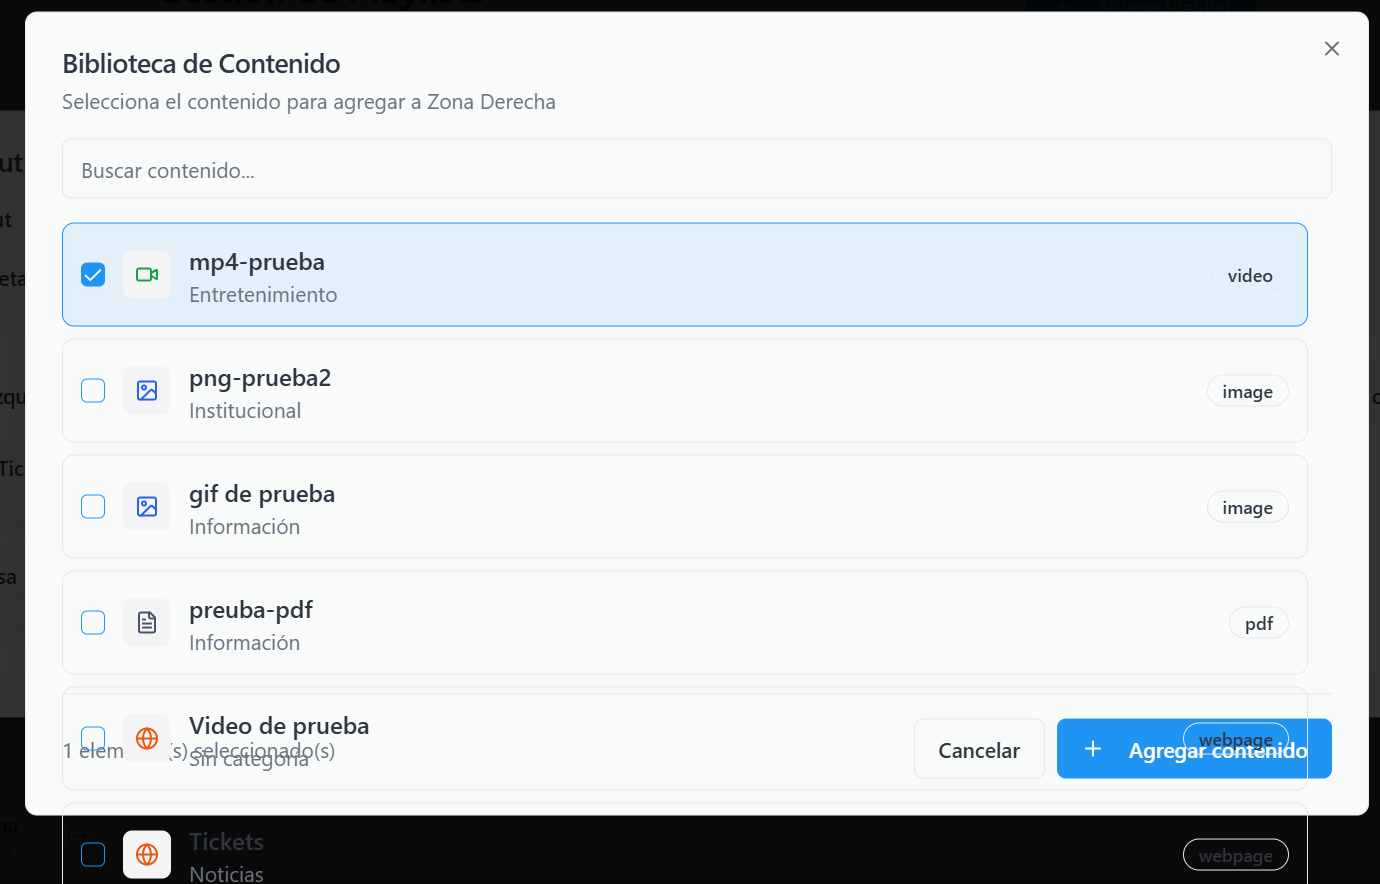 Biblioteca de Contenido
Selecciona el contenido para agregar a Zona Derecha
Buscar contenido...
mp4-prueba
Entretenimiento
video
png-prueba2
Institucional
image
gif de prueba
Información
image
preuba-pdf
Información
pdf
Video de prueba
Sin categoría
webpage
1 elem (s) seleccionado(s)
Cancelar
Agregar contenido
Tickets
Noticias
webpage